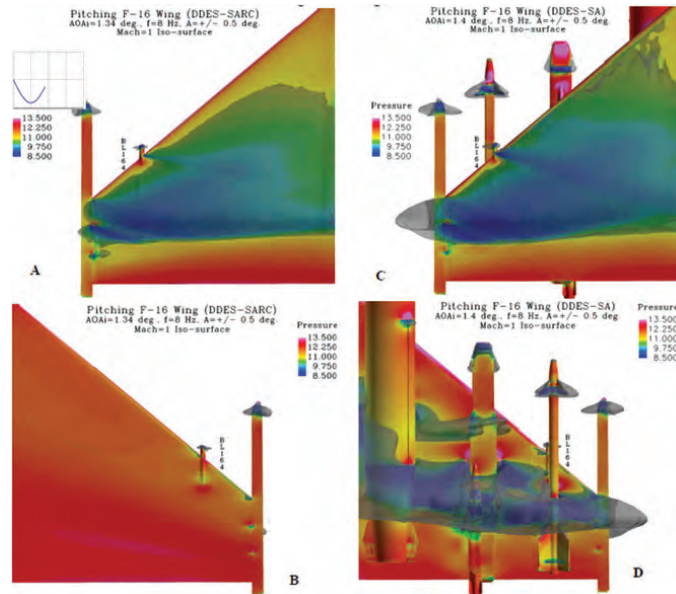 Pitching F-16 Wing (DDES-SARC)
AOAi=1.34 deg., f=8 Hz, A=+/- 0.5 deg.
Mach=1 Iso-surface
13.500
12.250
11.000
9.750
8.500
BL164
A
Pitching F-16 Wing (DDES-SA)
AOAi=1.4 deg., f=8 Hz, A=+/- 0.5 deg.
Mach=1 Iso-surface
Pressure
13.500
12.250
11.000
9.750
8.500
BL164
C
Pitching F-16 Wing (DDES-SARC)
AOAi=1.34 deg., f=8 Hz, A=+/- 0.5 deg.
Mach=1 Iso-surface
Pressure
13.500
12.250
11.000
9.750
8.500
BL164
B
Pitching F-16 Wing (DDES-SA)
AOAi=1.4 deg., f=8 Hz, A=+/- 0.5 deg.
Mach=1 Iso-surface
Pressure
13.500
12.250
11.000
9.750
8.500
BL164
D